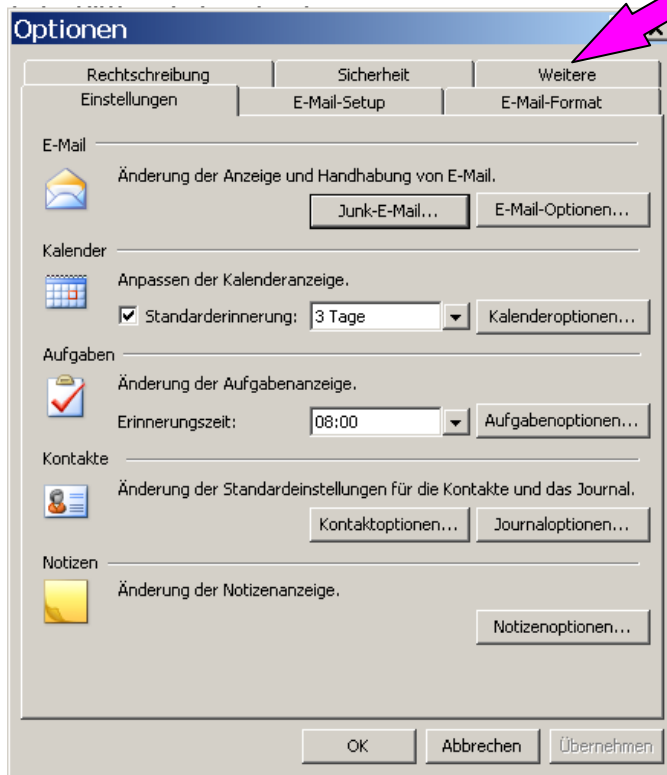 Optionen
Rechtschreibung Sicherheit Weitere
Einstellungen E-Mail-Setup E-Mail-Format
E-Mail
Änderung der Anzeige und Handhabung von E-Mail.
Junk-E-Mail... E-Mail-Optionen...
Kalender
Anpassen der Kalenderanzeige.
Standarderinnerung: 3 Tage Kalenderoptionen...
Aufgaben
Änderung der Aufgabenanzeige.
Erinnerungszeit: 08:00 Aufgabenoptionen...
Kontakte
Änderung der Standardeinstellungen für die Kontakte und das Journal.
Kontaktoptionen... Journaloptionen...
Notizen
Änderung der Notizenanzeige.
Notizenoptionen...
OK Abbrechen Übernehmen